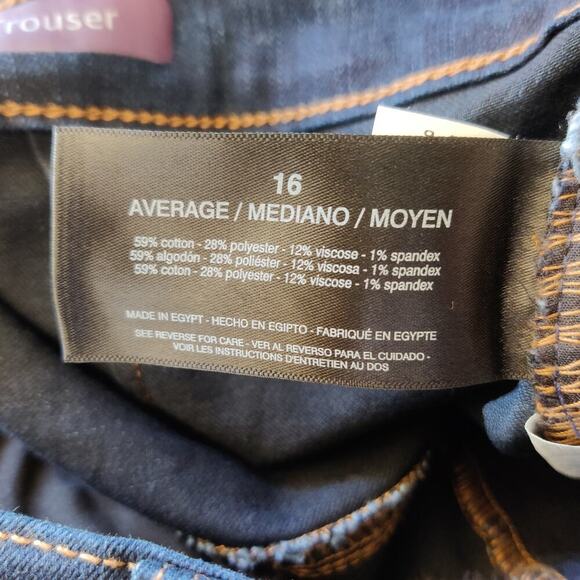 Trouser
16
AVERAGE / MEDIANO / MOYEN
59% cotton - 28% polyester - 12% viscose - 1% spandex
59% algodón - 28% poliéster - 12% viscosa - 1% spandex
59% coton - 28% polyester - 12% viscose - 1% spandex
MADE IN EGYPT - HECHO EN EGIPTO - FABRIQUÉ EN EGYPTE
SEE REVERSE FOR CARE - VER AL REVERSO PARA EL CUIDADO -
VOIR LES INSTRUCTIONS D'ENTRETIEN AU DOS